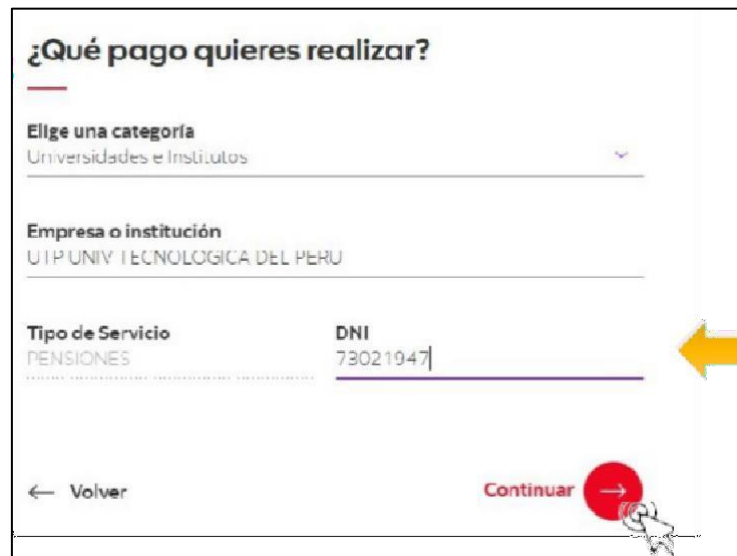 ¿Qué pago quieres realizar?
Elige una categoría
Universidades e Institutos
Empresa o institución
UTP UNIV TECNOLOGICA DEL PERU
Tipo de Servicio DNI
PENSIONES 73021947
← Volver Continuar →